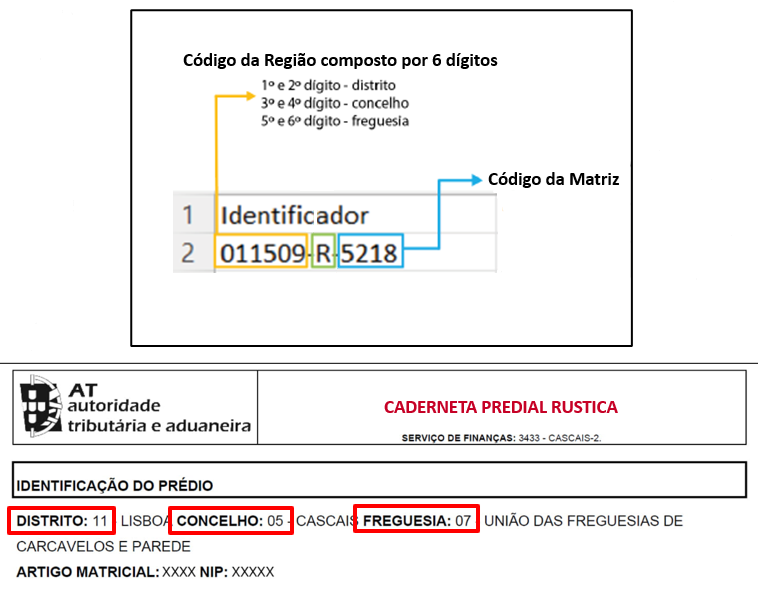 Código da Região composto por 6 dígitos
1º e 2º dígito - distrito
3º e 4º dígito - concelho
5º e 6º dígito - freguesia
Código da Matriz
1 Identificador
2 011509-R-5218
AT
autoridade
tributária e aduaneira
CADERNETA PREDIAL RUSTICA
SERVIÇO DE FINANÇAS: 3433 - CASCAIS-2.
IDENTIFICAÇÃO DO PRÉDIO
DISTRITO: 11 LISBOA CONCELHO: 05 - CASCAIS FREGUESIA: 07 UNIÃO DAS FREGUESIAS DE
CARCAVELOS E PAREDE
ARTIGO MATRICIAL: XXXX NIP: XXXXX